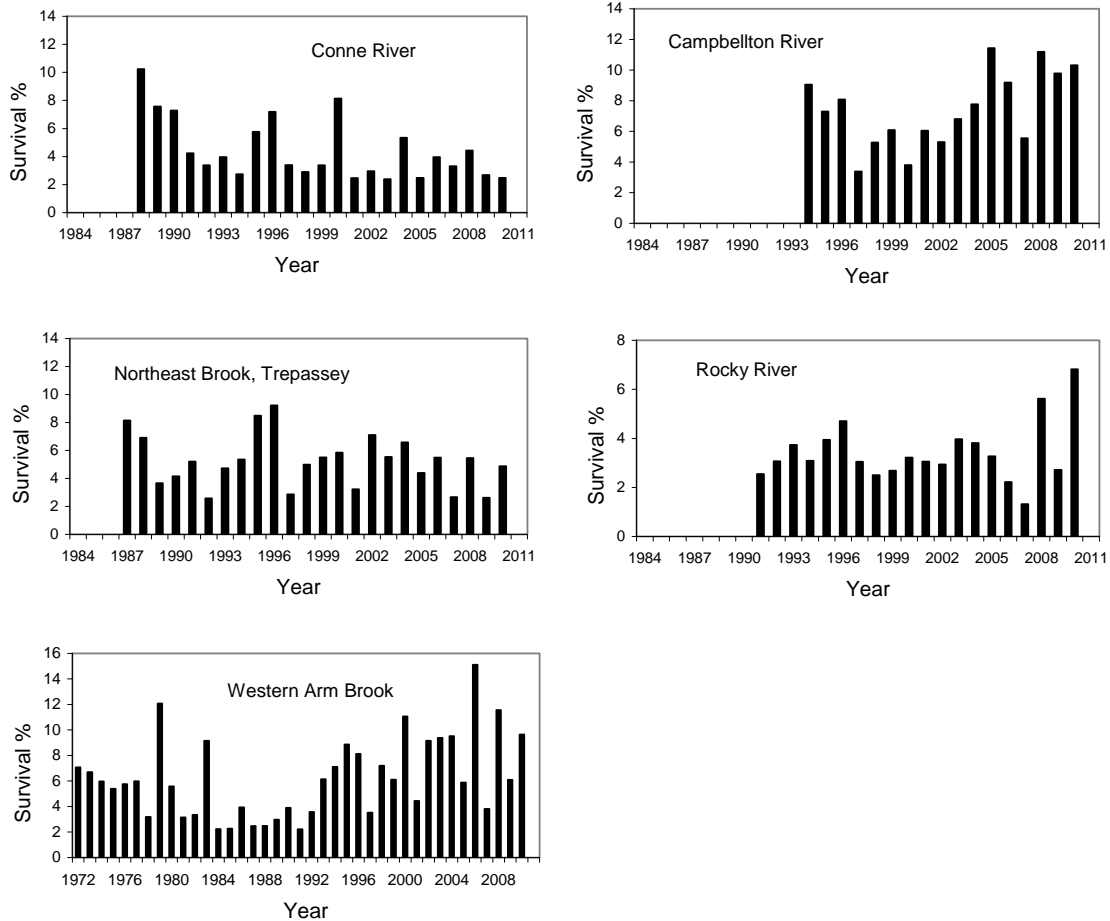 Conne River
14
12
10
8
6
4
2
0
Survival %
1984 1987 1990 1993 1996 1999 2002 2005 2008 2011
Year
Campbellton River
14
12
10
8
6
4
2
0
Survival %
1984 1987 1990 1993 1996 1999 2002 2005 2008 2011
Year
Northeast Brook, Trepassey
14
12
10
8
6
4
2
0
Survival %
1984 1987 1990 1993 1996 1999 2002 2005 2008 2011
Year
Rocky River
8
6
4
2
0
Survival %
1984 1987 1990 1993 1996 1999 2002 2005 2008 2011
Year
Western Arm Brook
16
14
12
10
8
6
4
2
0
Survival %
1972 1976 1980 1984 1988 1992 1996 2000 2004 2008
Year